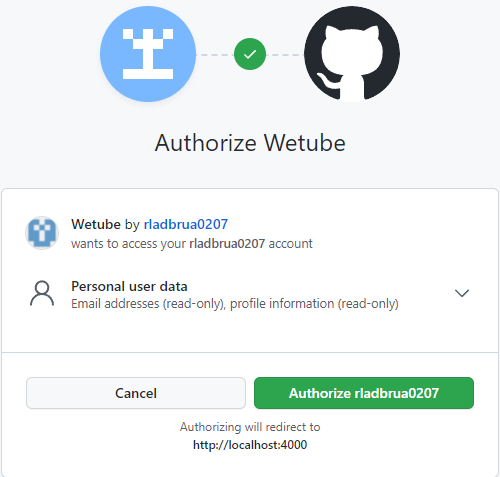 Authorize Wetube
Wetube by rladbrua0207
wants to access your rladbrua0207 account
Personal user data
Email addresses (read-only), profile information (read-only)
Cancel
Authorize rladbrua0207
Authorizing will redirect to
http://localhost:4000